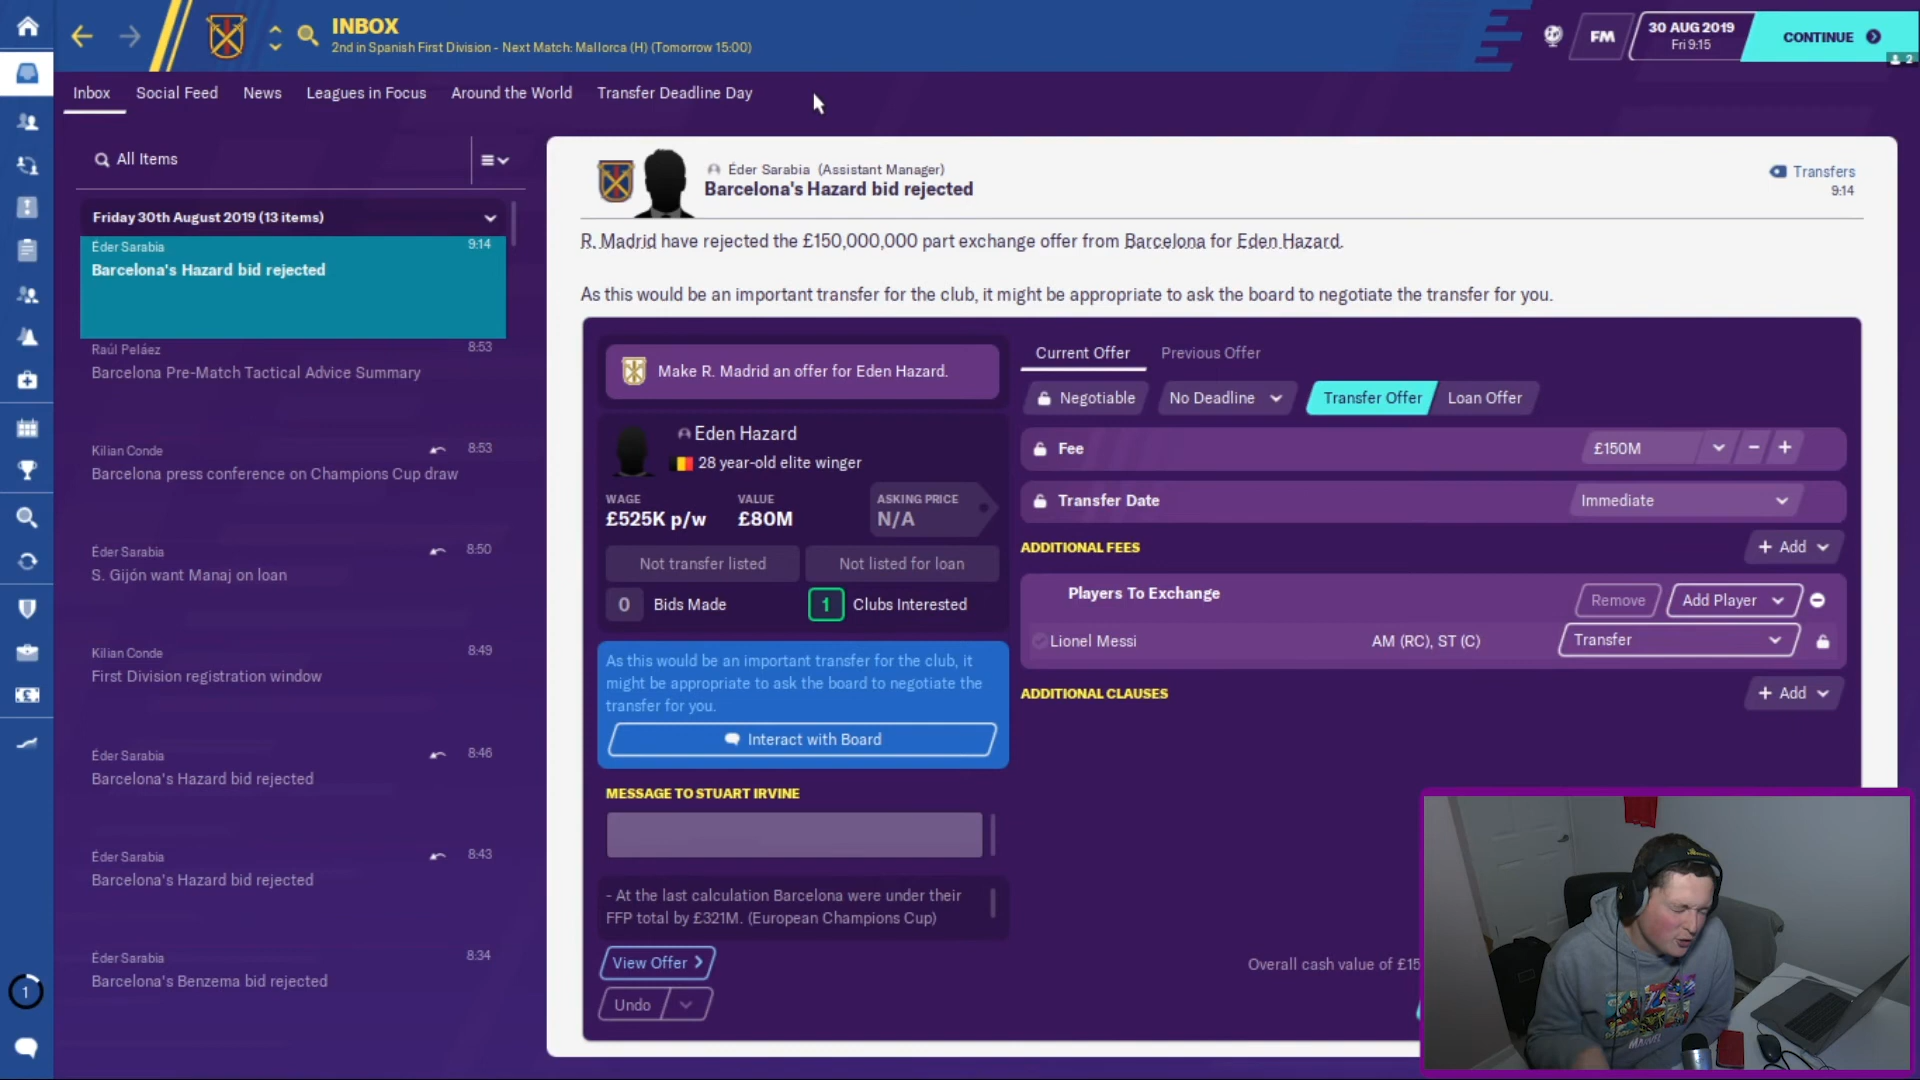 INBOX
2nd in Spanish First Division - Next Match: Mallorca (H) (Tomorrow 15:00)
FM
30 AUG 2019
Fri 9:15
CONTINUE
2
Inbox
Social Feed
News
Leagues in Focus
Around the World
Transfer Deadline Day
All Items
Friday 30th August 2019 (13 items)
Éder Sarabia
9:14
Barcelona's Hazard bid rejected
Raúl Peláez
8:53
Barcelona Pre-Match Tactical Advice Summary
Kilian Conde
8:53
Barcelona press conference on Champions Cup draw
Éder Sarabia
8:50
S. Gijón want Manaj on loan
Kilian Conde
8:49
First Division registration window
Éder Sarabia
8:46
Barcelona's Hazard bid rejected
Éder Sarabia
8:43
Barcelona's Hazard bid rejected
Éder Sarabia
8:34
Barcelona's Benzema bid rejected
1
Éder Sarabia (Assistant Manager)
Barcelona's Hazard bid rejected
Transfers
9:14
R. Madrid have rejected the £150,000,000 part exchange offer from Barcelona for Eden Hazard.
As this would be an important transfer for the club, it might be appropriate to ask the board to negotiate the transfer for you.
Make R. Madrid an offer for Eden Hazard.
Eden Hazard
28 year-old elite winger
WAGE
£525K p/w
VALUE
£80M
ASKING PRICE
N/A
Not transfer listed
Not listed for loan
0 Bids Made
1 Clubs Interested
As this would be an important transfer for the club, it
might be appropriate to ask the board to negotiate the
transfer for you.
Interact with Board
MESSAGE TO STUART IRVINE
- At the last calculation Barcelona were under their
FFP total by £321M. (European Champions Cup)
View Offer
Undo
Current Offer
Previous Offer
Negotiable
No Deadline
Transfer Offer
Loan Offer
Fee
£150M
Transfer Date
Immediate
ADDITIONAL FEES
+ Add
Players To Exchange
Remove
Add Player
Lionel Messi
AM (RC), ST (C)
Transfer
ADDITIONAL CLAUSES
+ Add
Overall cash value of £15
MARVEL